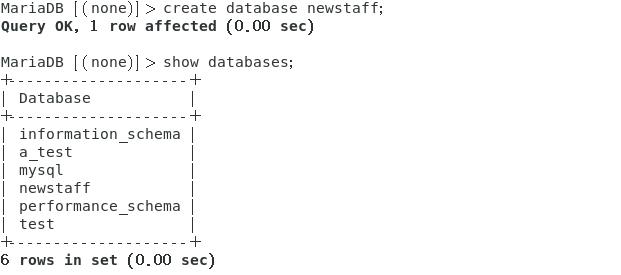 MariaDB [(none)]> create database newstaff;
Query OK, 1 row affected (0.00 sec)
MariaDB [(none)]> show databases;
+--------------------+
| Database           |
+--------------------+
| information_schema |
| a_test             |
| mysql              |
| newstaff           |
| performance_schema |
| test               |
+--------------------+
6 rows in set (0.00 sec)